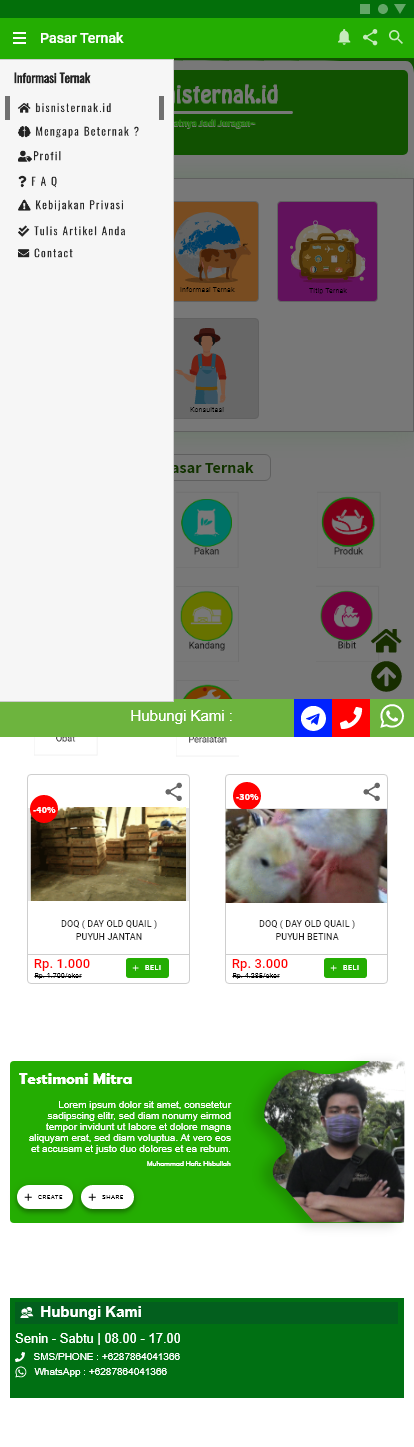 Pasar Ternak
Informasi Ternak
bisnisternak.id
Mengapa Beternak ?
Profil
F A Q
Kebijakan Privasi
Tulis Artikel Anda
Contact
isternak.id
Jadi Juragan~
Informasi Ternak
Titip Ternak
Konsultasi
asar Ternak
Pakan
Produk
Kandang
Bibit
Hubungi Kami :
Obat
Peralatan
-40%
-30%
DOQ ( DAY OLD QUAIL )
PUYUH JANTAN
DOQ ( DAY OLD QUAIL )
PUYUH BETINA
Rp. 1.000
Rp. 1.700/ekor
+ BELI
Rp. 3.000
Rp. 4.285/ekor
+ BELI
Testimoni Mitra
Lorem ipsum dolor sit amet, consetetur
sadipscing elitr, sed diam nonumy eirmod
tempor invidunt ut labore et dolore magna
aliquyam erat, sed diam voluptua. At vero eos
et accusam et justo duo dolores et ea rebum.
Muhammad Hafiz Hisbullah
+ CREATE
+ SHARE
Hubungi Kami
Senin - Sabtu | 08.00 - 17.00
SMS/PHONE : +6287864041366
WhatsApp : +6287864041366